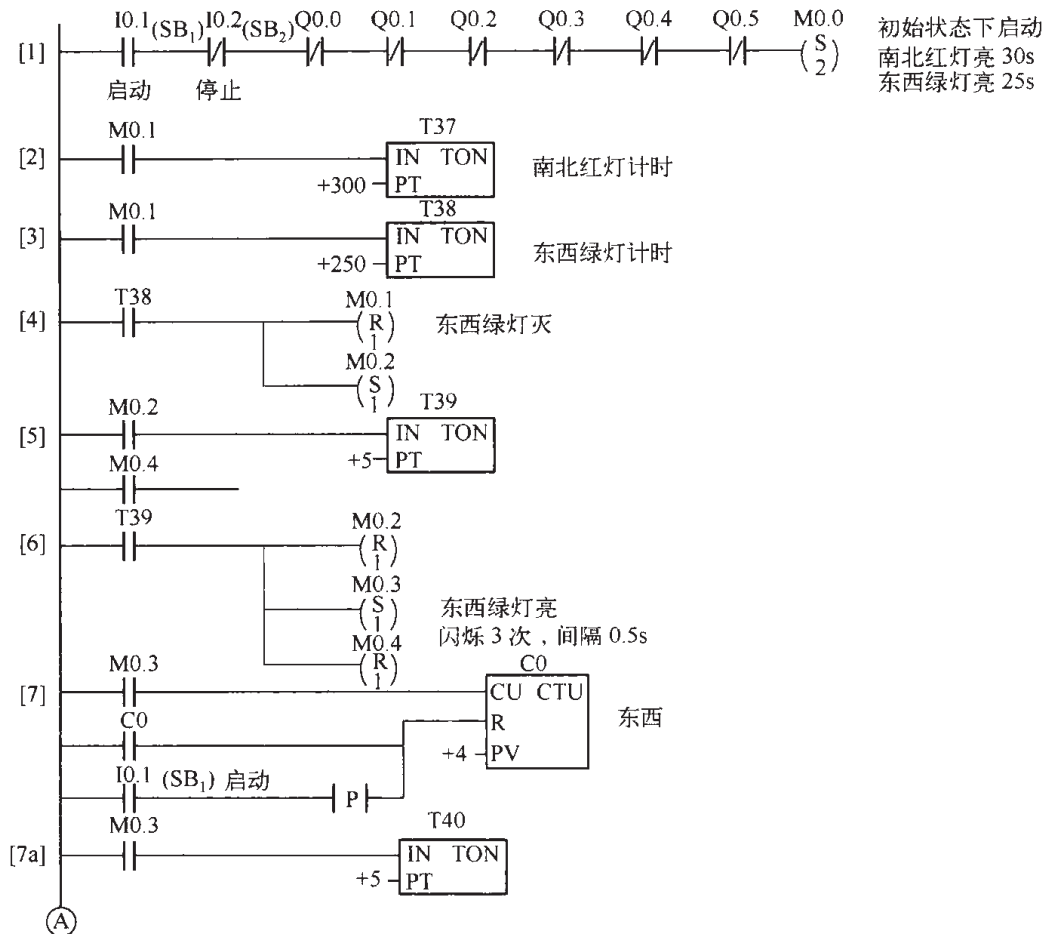 I0.1 (SB₁) I0.2 (SB₂) Q0.0 Q0.1 Q0.2 Q0.3 Q0.4 Q0.5 M0.0
[1] S 2
启动 停止
初始状态下启动
南北红灯亮 30s
东西绿灯亮 25s
M0.1 T37
[2] IN TON
+300 PT
南北红灯计时
M0.1 T38
[3] IN TON
+250 PT
东西绿灯计时
T38 M0.1
[4] R 1
东西绿灯灭
M0.2
S 1
M0.2 T39
[5] IN TON
+5 PT
M0.4
T39 M0.2
[6] R 1
M0.3
S 1
东西绿灯亮
闪烁 3 次，间隔 0.5s
M0.4
R 1
M0.3 C0
[7] CU CTU
C0 R
东西
+4 PV
I0.1 (SB₁) 启动 P
M0.3 T40
[7a] IN TON
+5 PT
A